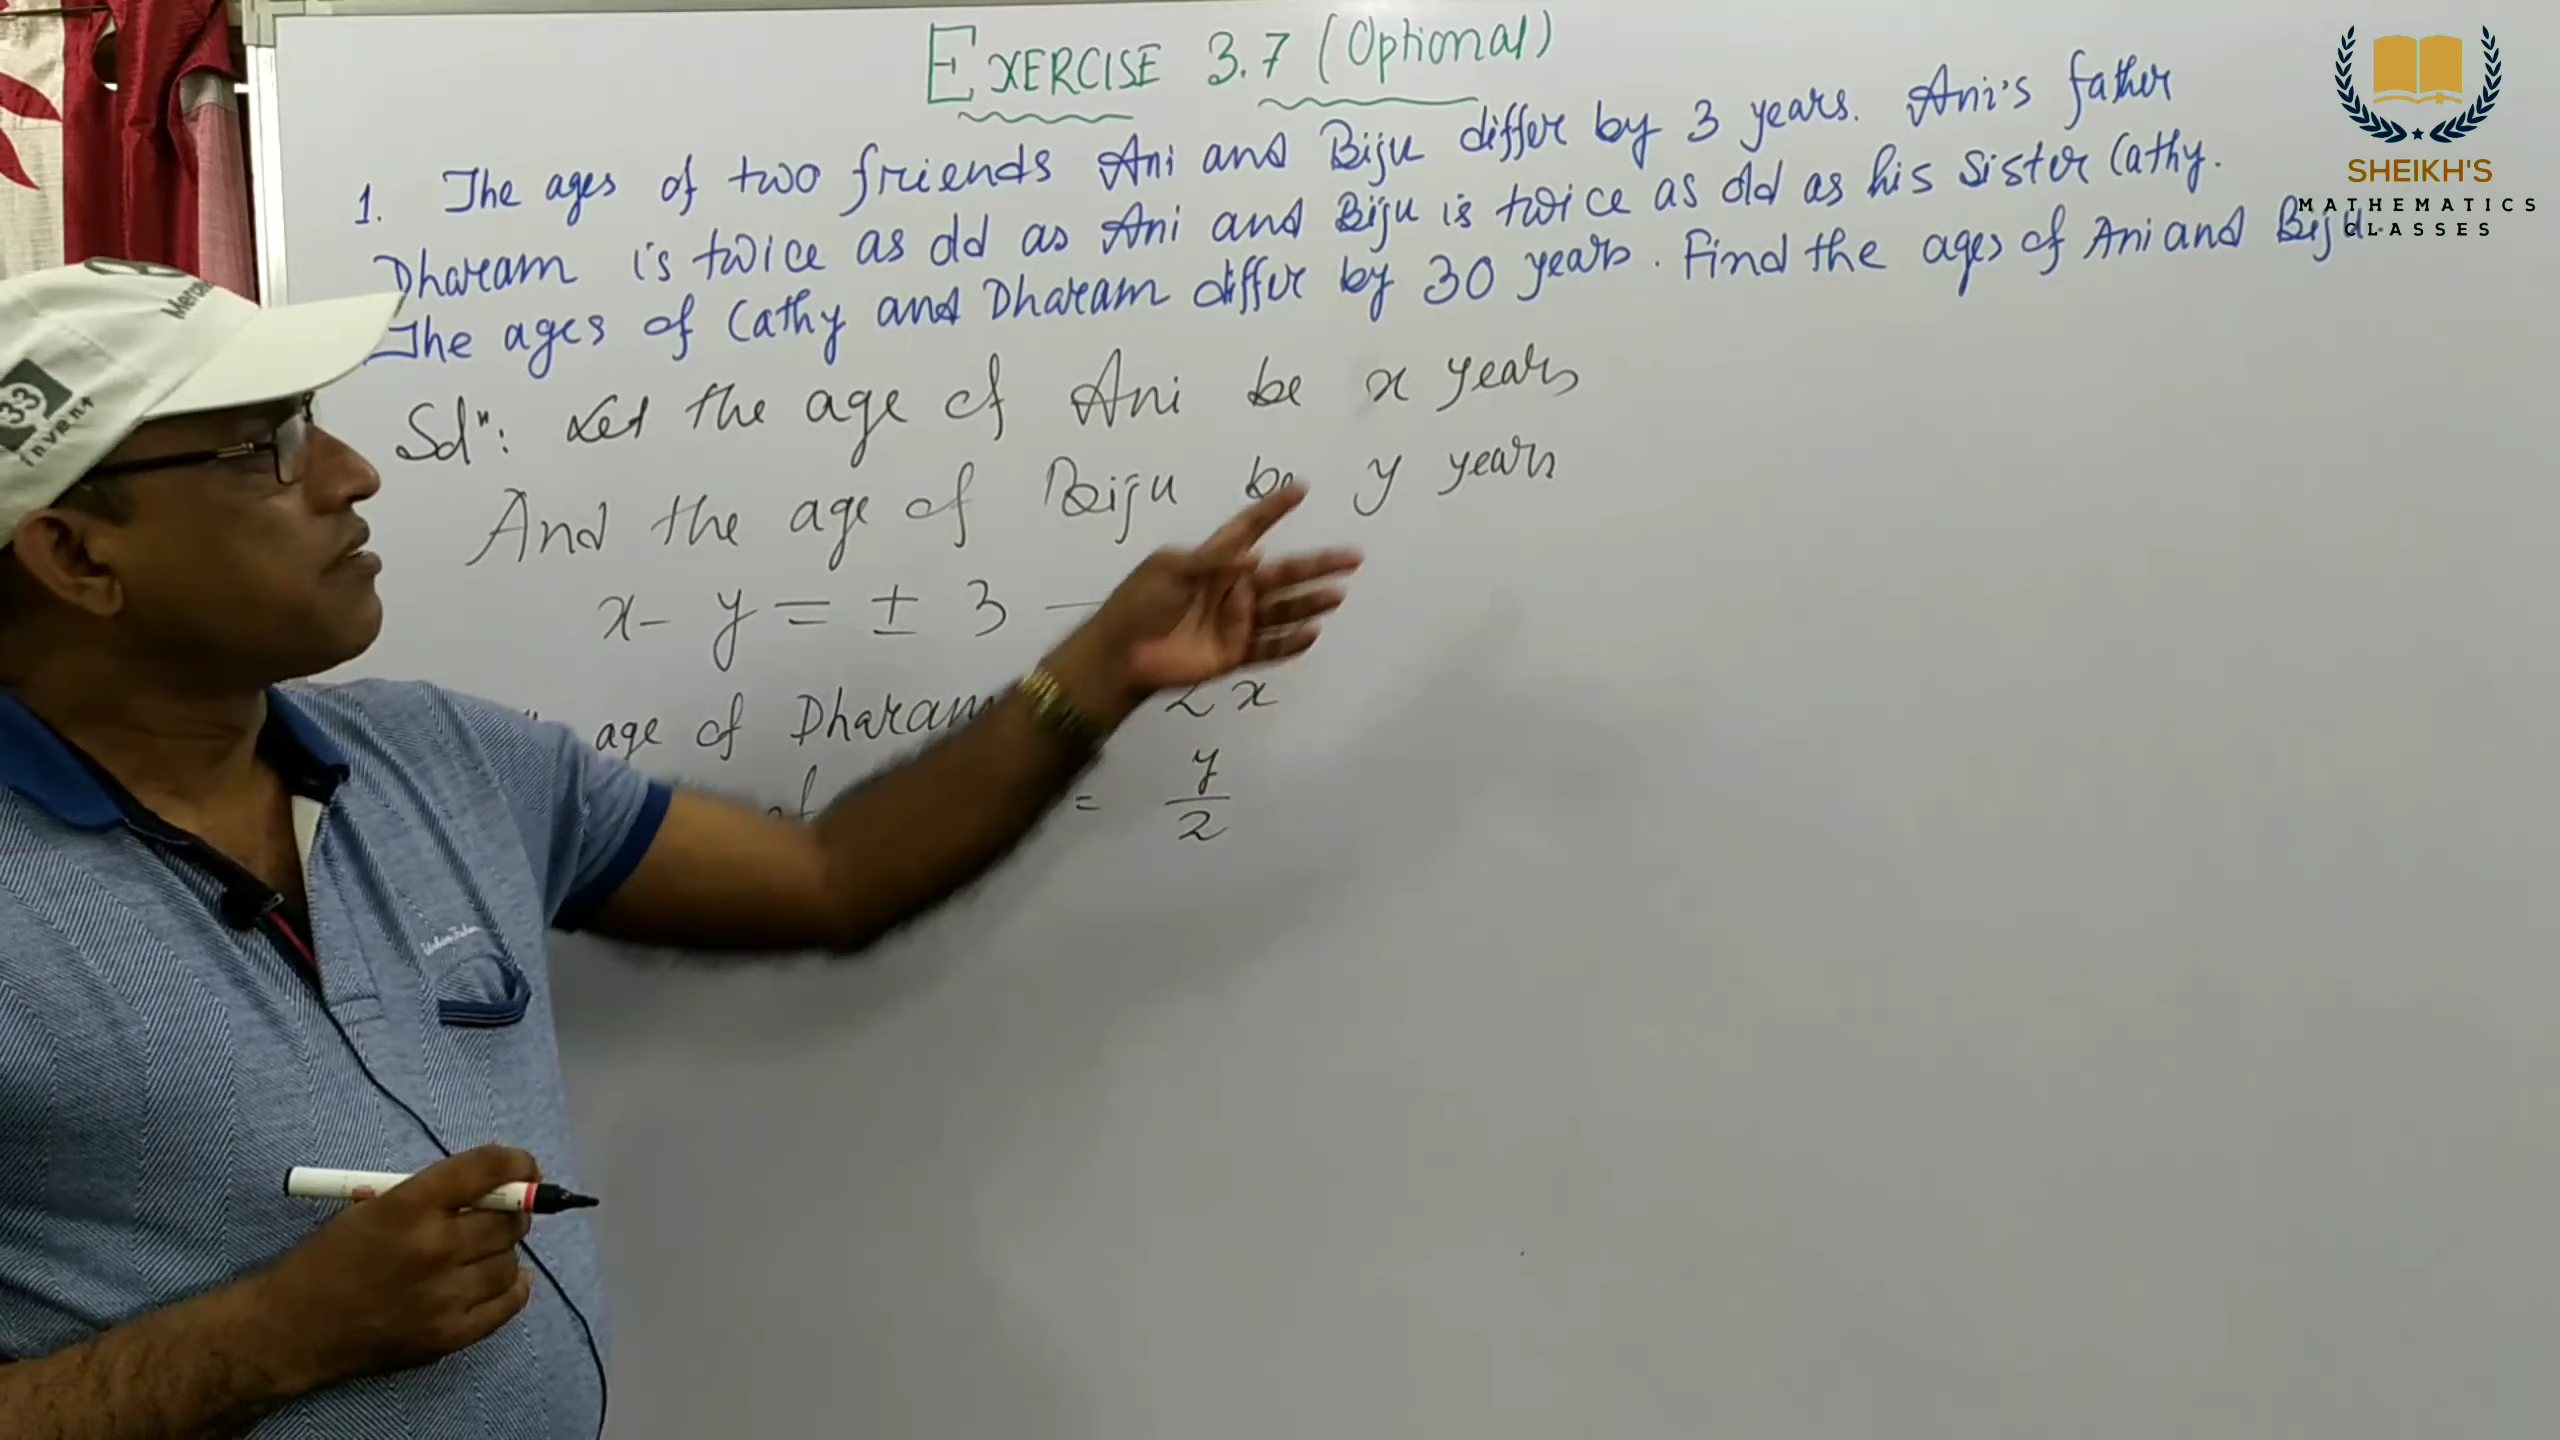 EXERCISE 3.7 (Optional)
1. The ages of two friends Ani and Biju differ by 3 years. Ani's father
Dharam is twice as old as Ani and Biju is twice as old as his sister Cathy.
The ages of Cathy and Dharam differ by 30 years. Find the ages of Ani and Biju.
Solⁿ: Let the age of Ani be x years
And the age of Biju be y years
x - y = ± 3 —
age of Dharam 2x
of = y/2
SHEIKH'S
MATHEMATICS
CLASSES
33
invent